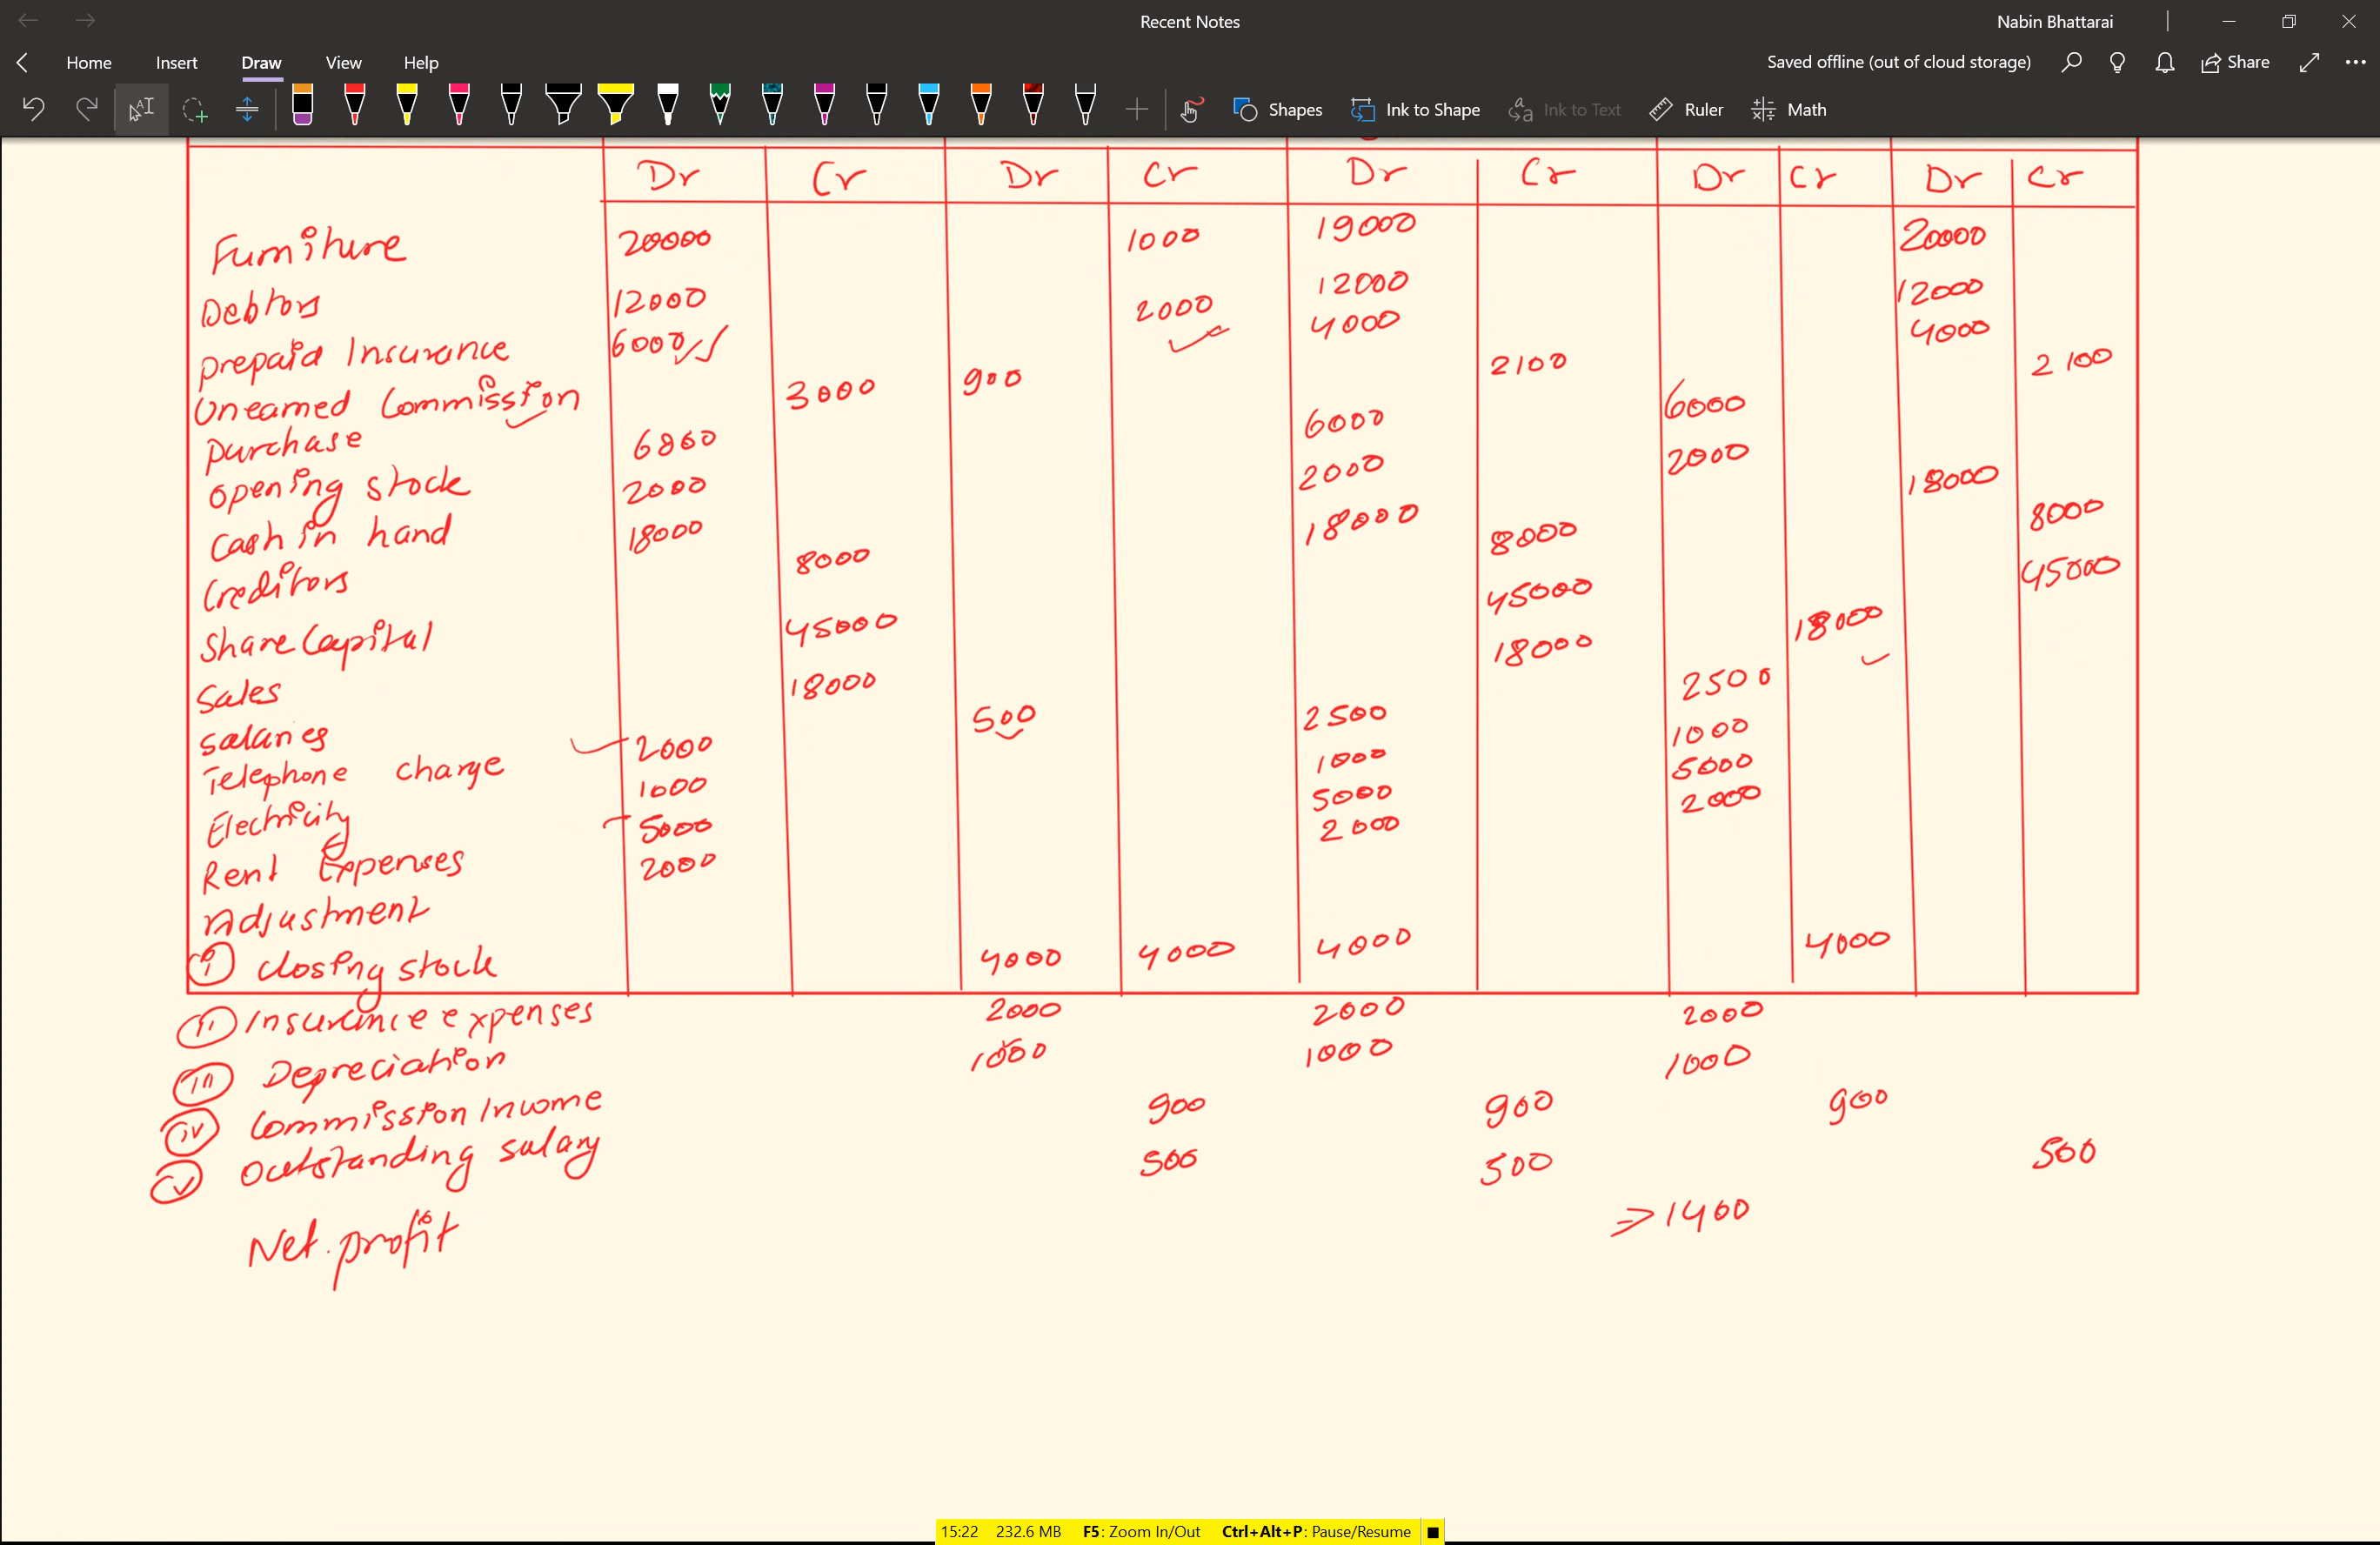 Recent Notes Nabin Bhattarai
Home Insert Draw View Help Saved offline (out of cloud storage) Share
Shapes Ink to Shape Ink to Text Ruler Math
Dr Cr Dr Cr Dr Cr Dr Cr Dr Cr
Furniture 20000 1000 19000 20000
Debtors 12000 2000 12000 12000
Prepaid Insurance 6000 4000 4000
Unearned Commission 3000 900 2100 2100
Purchase 6000 6000 6000
Opening stock 2000 2000 2000
Cash in hand 18000 18000 18000
Creditors 8000 8000 8000
Share Capital 45000 45000 45000
Sales 18000 18000 18000
Salaries 2000 500 2500 2500
Telephone charge 1000 1000 1000
Electricity 5000 5000 5000
Rent Expenses 2000 2000 2000
Adjustment
i closing stock 4000 4000 4000 4000
ii Insurance expenses 2000 2000 2000
iii Depreciation 1000 1000 1000
iv Commission Income 900 900 900
v Outstanding salary 500 500 500
Net.profit => 1400
15:22 232.6 MB F5: Zoom In/Out Ctrl+Alt+P: Pause/Resume